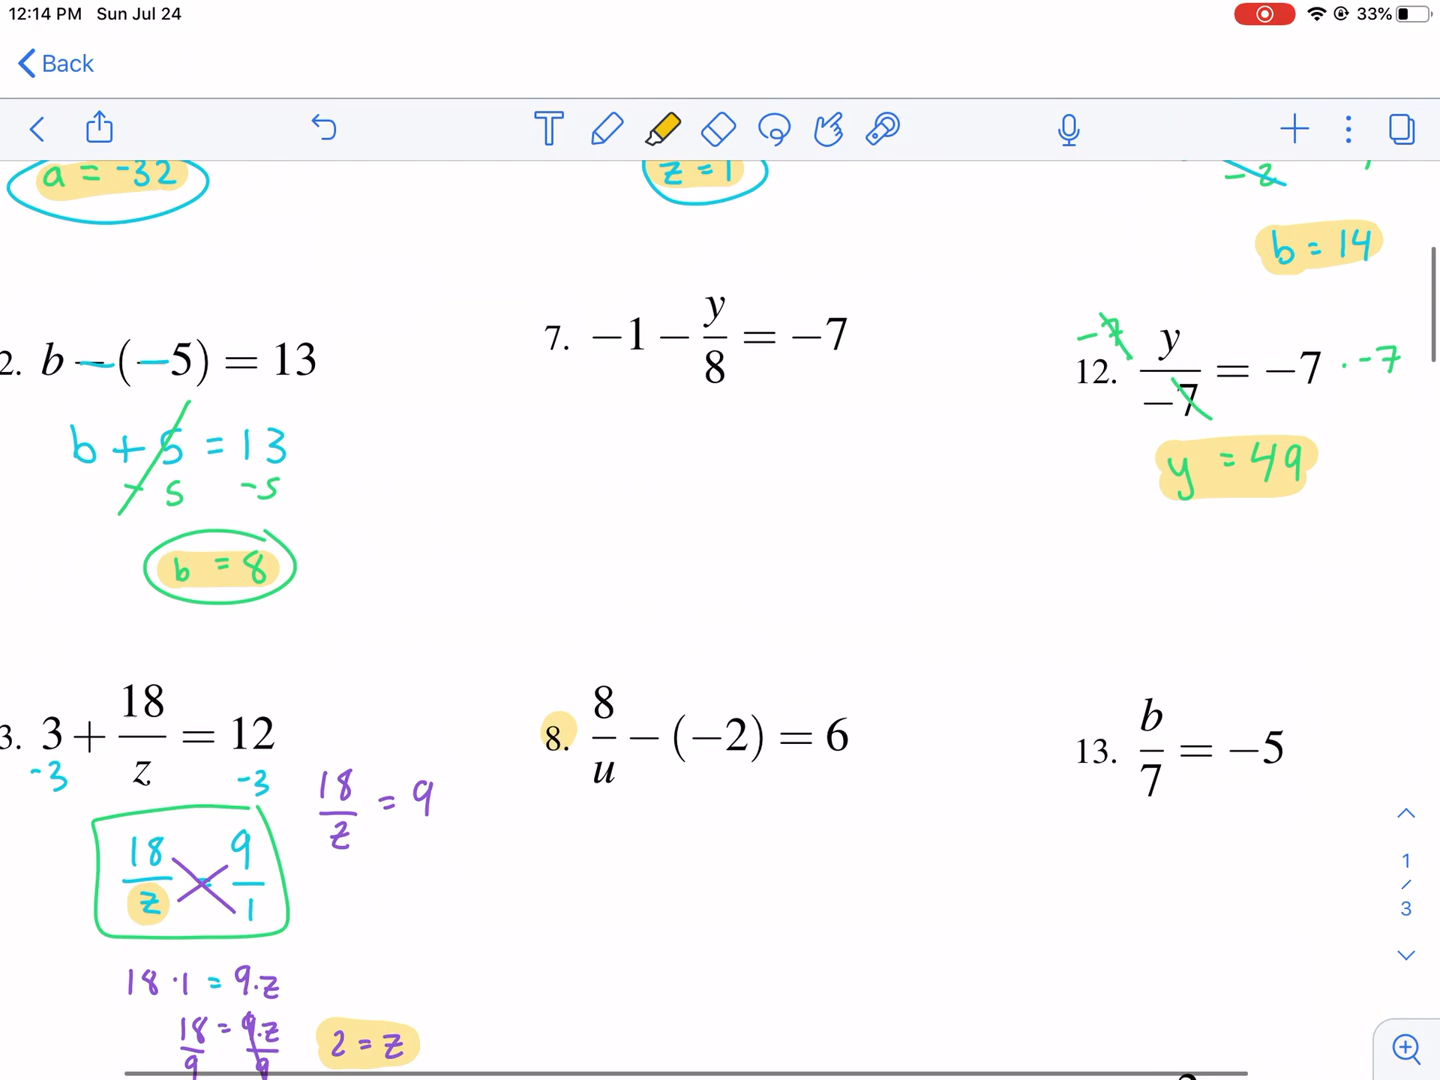 12:14 PM Sun Jul 24
33%
Back
a = -32
z = 1
-2
b = 14
2. b - (-5) = 13
b + 5 = 13
- 5 -5
b = 8
7. -1 - y/8 = -7
-7
12. y/-7 = -7 · -7
y = 49
3. 3 + 18/z = 12
-3 -3
18/z = 9
18/z = 9/1
18 · 1 = 9 · z
18/9 = 9·z/9
2 = z
8. 8/u - (-2) = 6
13. b/7 = -5
1
/
3